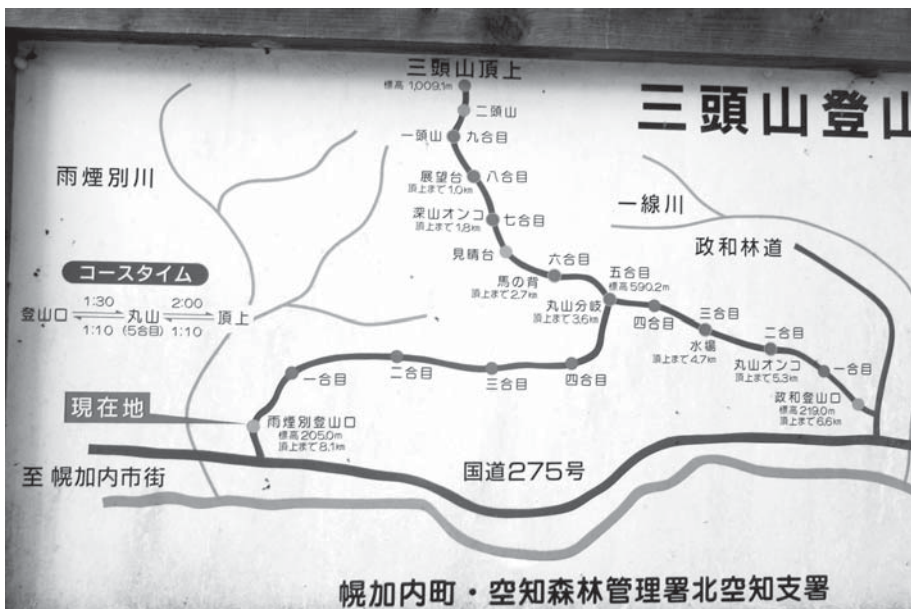 三頭山登山
三頭山頂上
標高 1,009.1m
二頭山
一頭山 九合目
展望台 八合目
頂上まで 1.0km
深山オンコ 七合目
頂上まで 1.8km
見晴台
六合目
馬の背
頂上まで 2.7km
五合目
標高 590.2m
丸山分岐
頂上まで 3.6km
四合目
三合目
水場
頂上まで 4.7km
二合目
丸山オンコ
頂上まで 5.3km
一合目
政和登山口
標高 219.0m
頂上まで 6.6km
一線川
政和林道
雨煙別川
コースタイム
1:30 2:00
登山口 丸山 頂上
1:10 (5合目) 1:10
一合目
二合目
三合目
四合目
現在地
雨煙別登山口
標高 205.0m
頂上まで 8.1km
至 幌加内市街
国道275号
幌加内町・空知森林管理署北空知支署